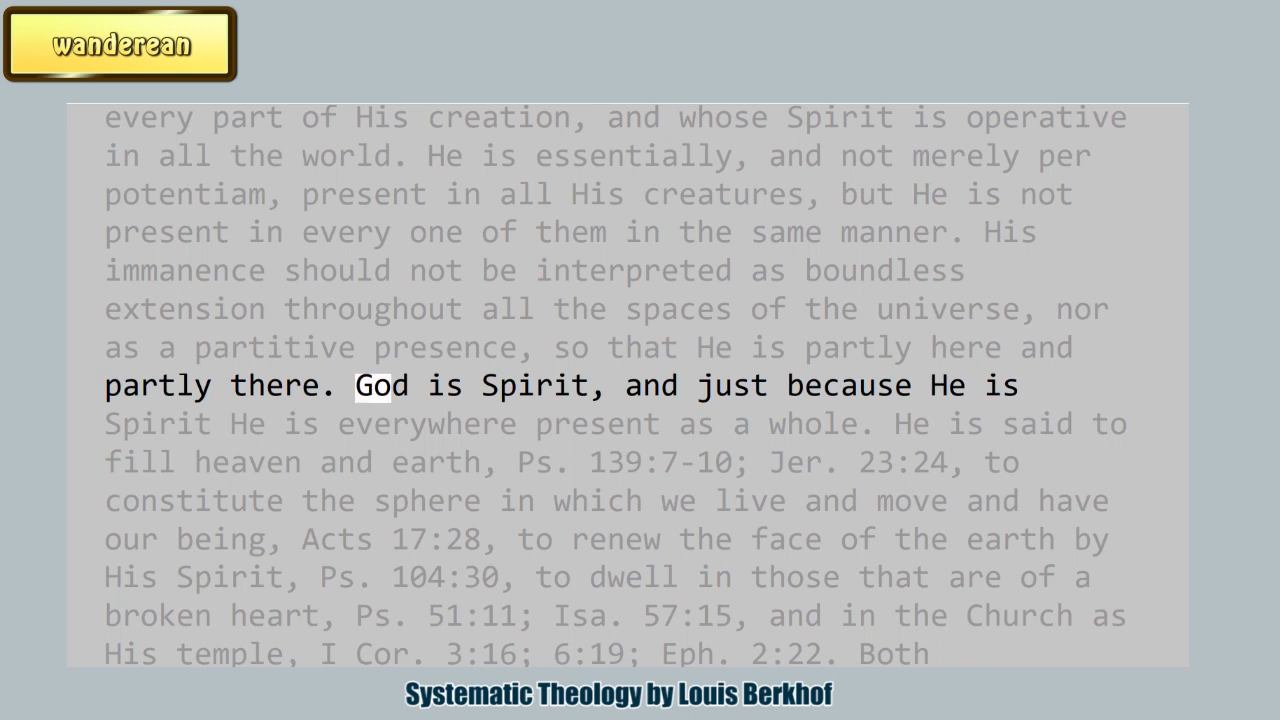 wanderean
every part of His creation, and whose Spirit is operative
in all the world. He is essentially, and not merely per
potentiam, present in all His creatures, but He is not
present in every one of them in the same manner. His
immanence should not be interpreted as boundless
extension throughout all the spaces of the universe, nor
as a partitive presence, so that He is partly here and
partly there. God is Spirit, and just because He is
Spirit He is everywhere present as a whole. He is said to
fill heaven and earth, Ps. 139:7-10; Jer. 23:24, to
constitute the sphere in which we live and move and have
our being, Acts 17:28, to renew the face of the earth by
His Spirit, Ps. 104:30, to dwell in those that are of a
broken heart, Ps. 51:11; Isa. 57:15, and in the Church as
His temple, I Cor. 3:16; 6:19; Eph. 2:22. Both
Systematic Theology by Louis Berkhof